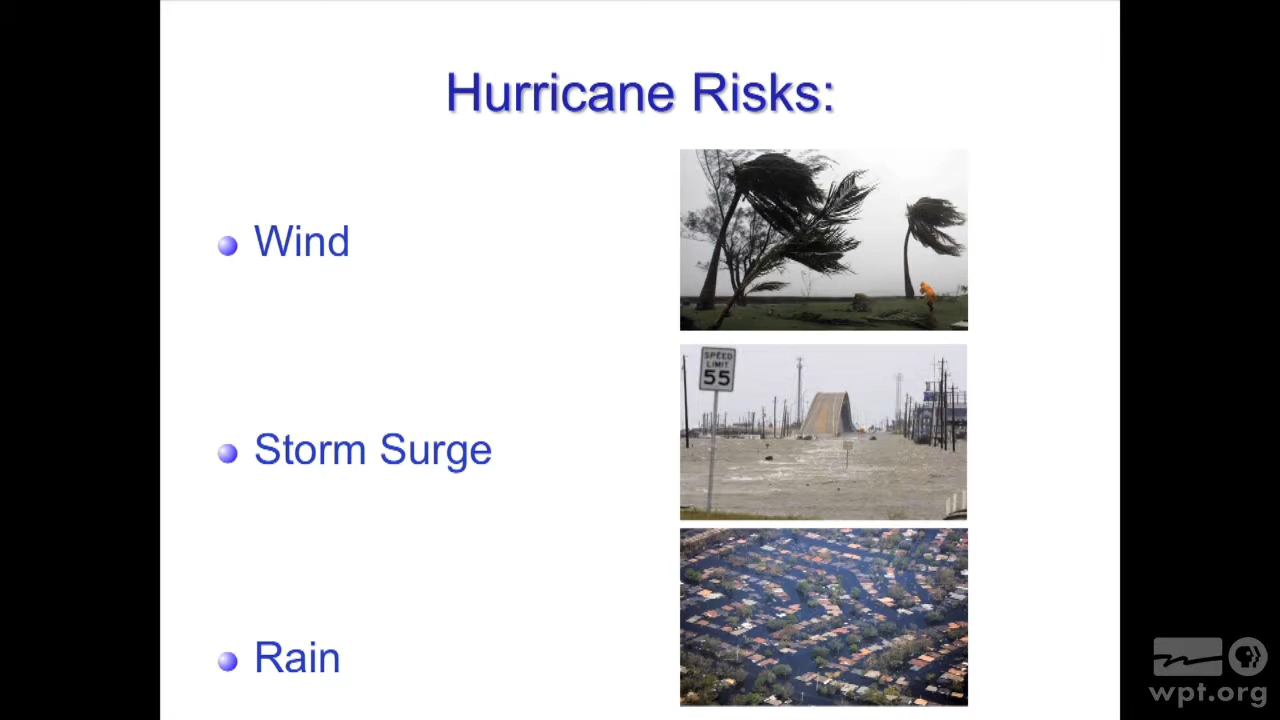 Hurricane Risks:
Wind
SPEED
LIMIT
55
Storm Surge
Rain
wpt.org